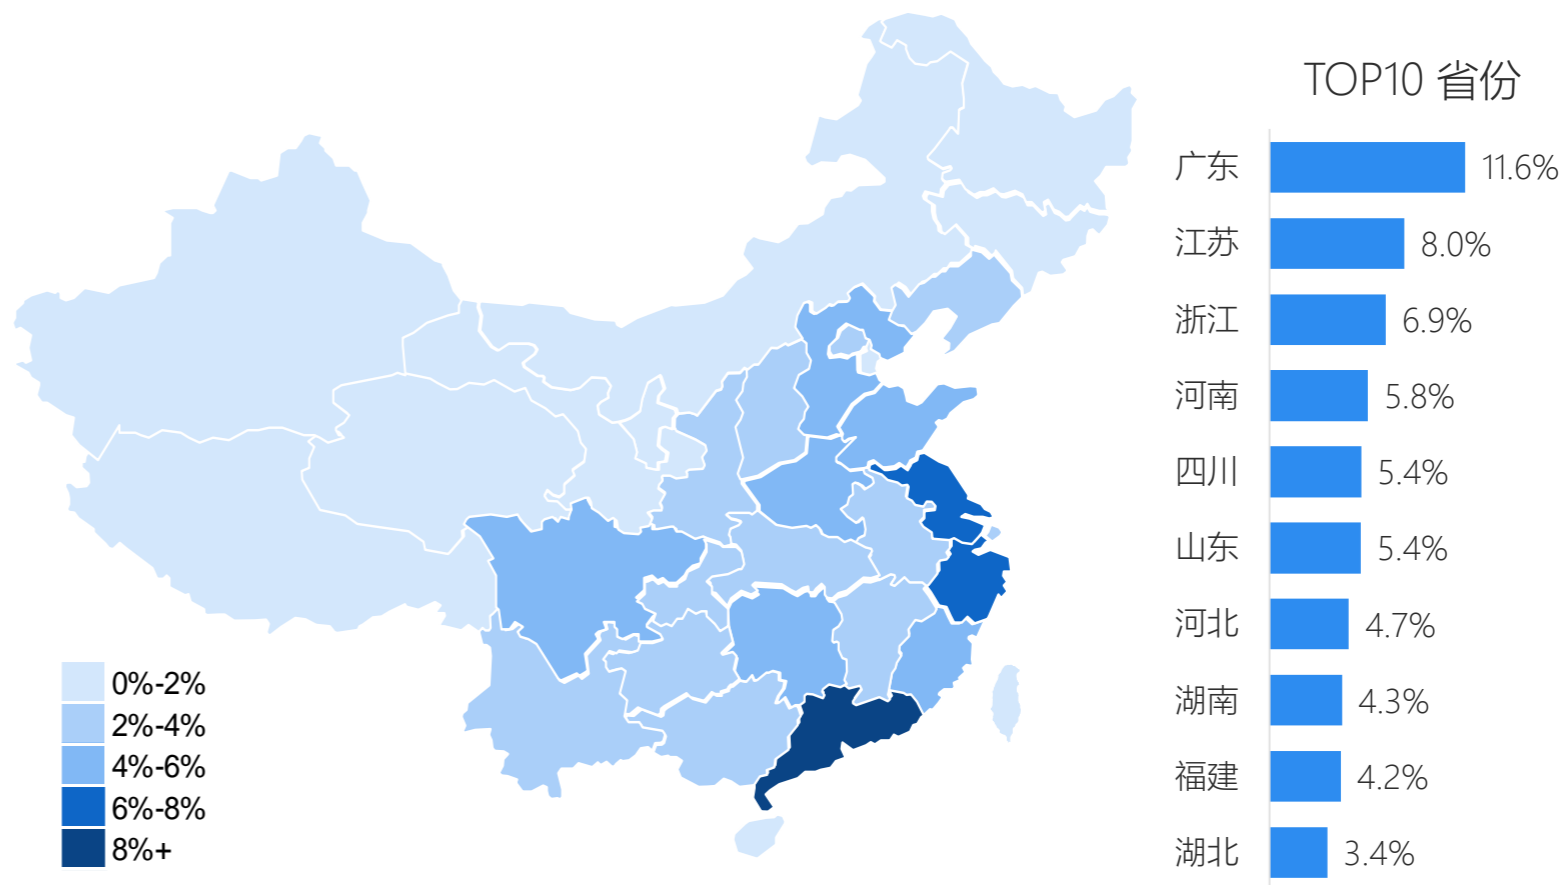 TOP10 省份
广东 11.6%
江苏 8.0%
浙江 6.9%
河南 5.8%
四川 5.4%
山东 5.4%
河北 4.7%
湖南 4.3%
福建 4.2%
湖北 3.4%
0%-2%
2%-4%
4%-6%
6%-8%
8%+